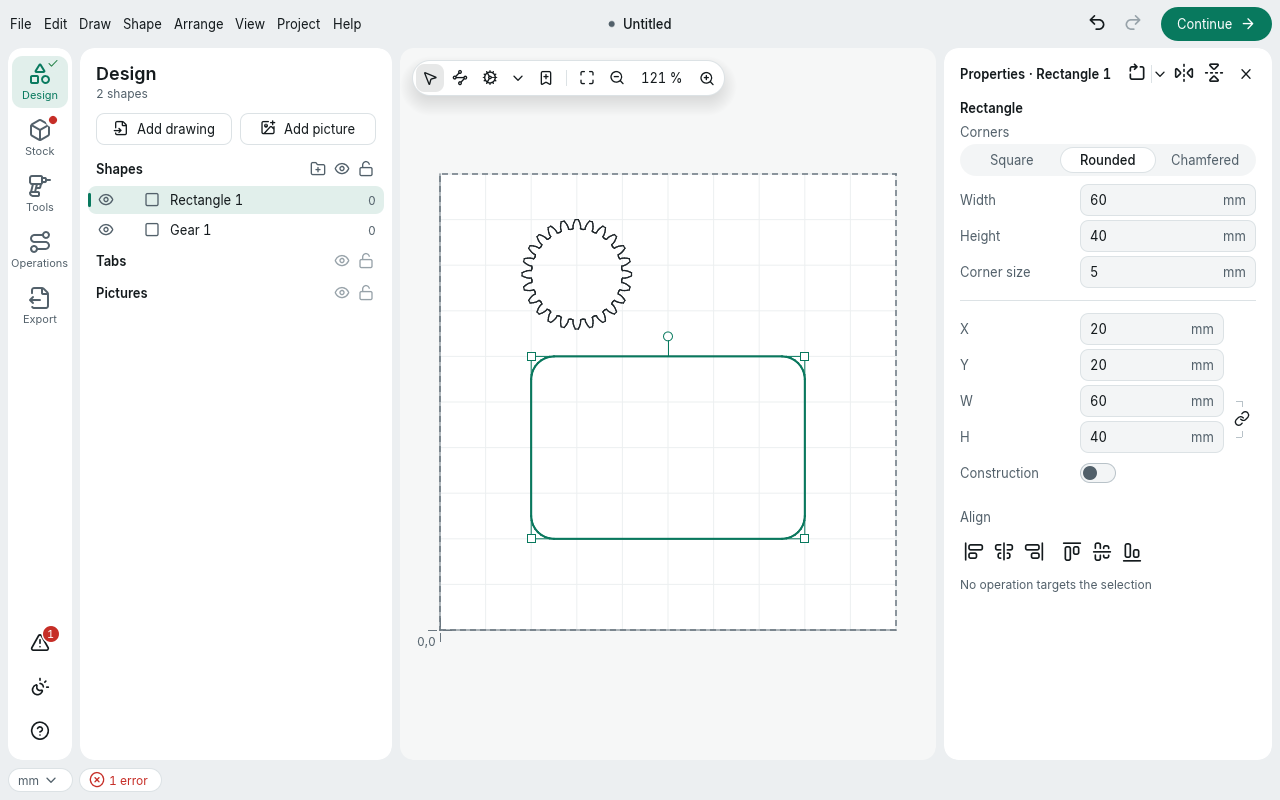 File Edit Draw Shape Arrange View Project Help
Untitled
Continue
Design
Stock
Tools
Operations
Export
1
Design
2 shapes
Add drawing
Add picture
Shapes
Rectangle 1 0
Gear 1 0
Tabs
Pictures
121 %
0,0
Properties · Rectangle 1
Rectangle
Corners
Square Rounded Chamfered
Width 60 mm
Height 40 mm
Corner size 5 mm
X 20 mm
Y 20 mm
W 60 mm
H 40 mm
Construction
Align
No operation targets the selection
mm
1 error